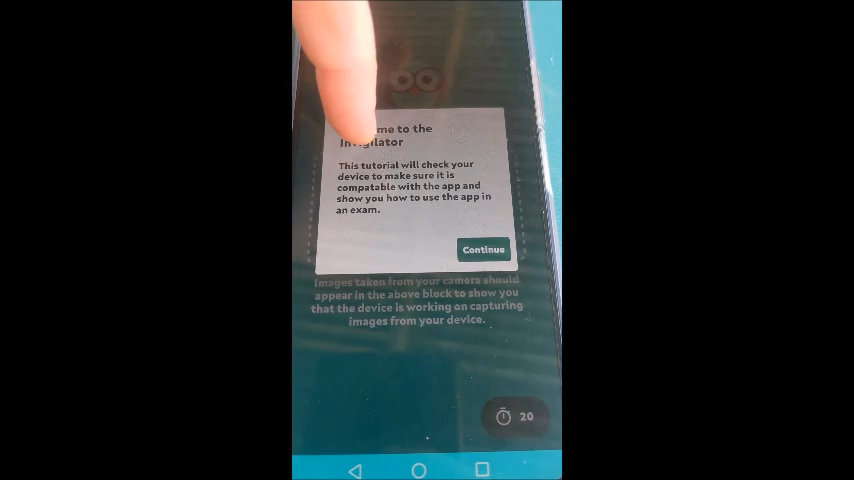 me to the
Invigilator
This tutorial will check your
device to make sure it is
compatable with the app and
show you how to use the app in
an exam.
Continue
Images taken from your camera should
appear in the above block to show you
that the device is working on capturing
images from your device.
20